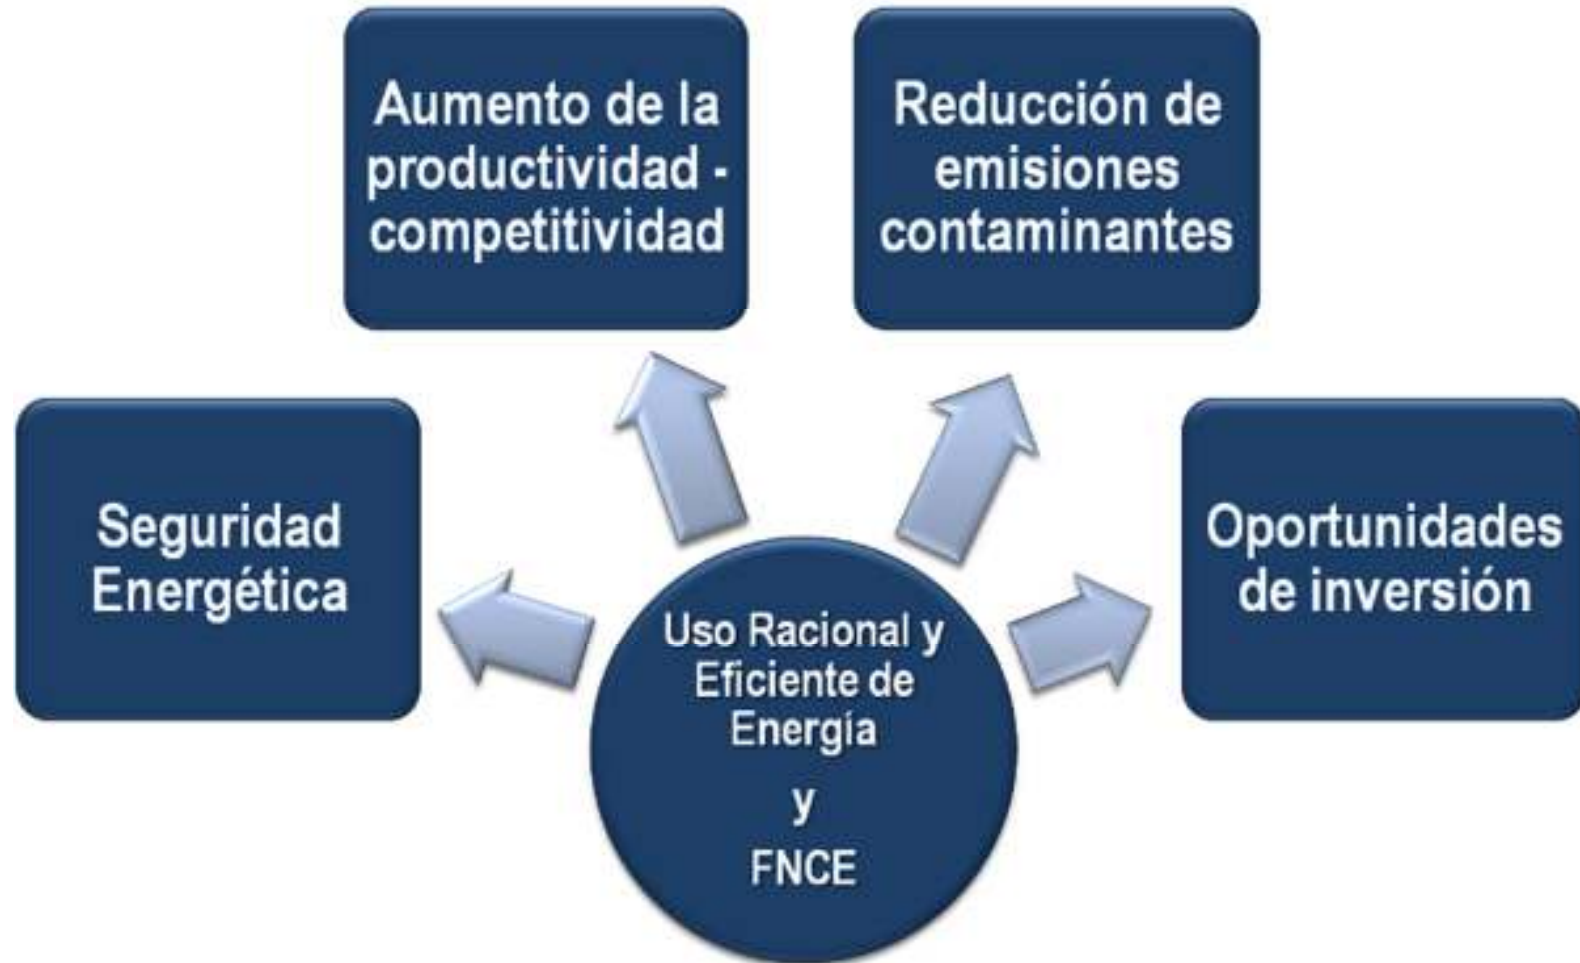 Aumento de la
productividad -
competitividad
Reducción de
emisiones
contaminantes
Seguridad
Energética
Oportunidades
de inversión
Uso Racional y
Eficiente de
Energía
y
FNCE